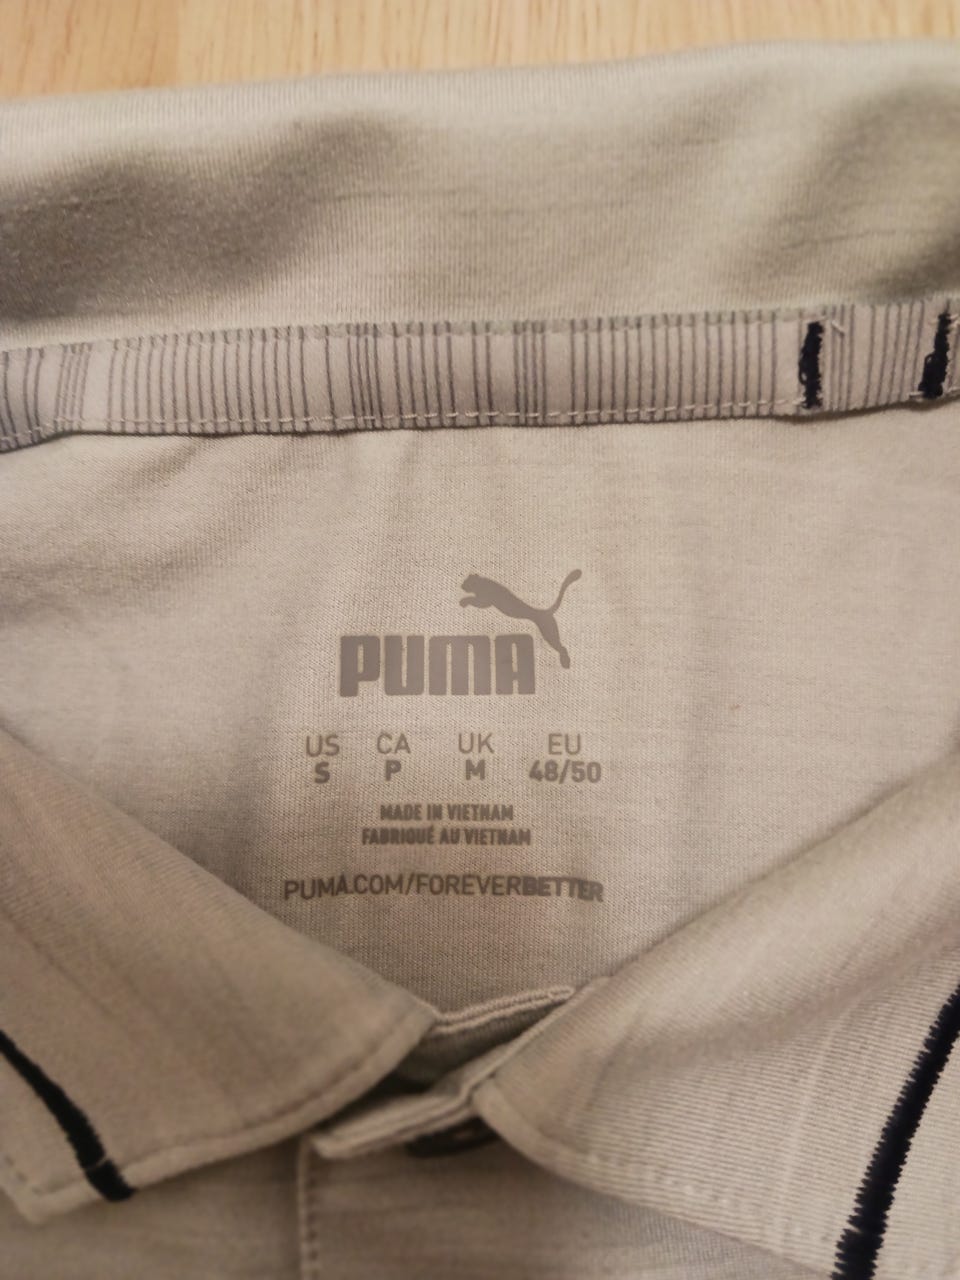 PUMA
US CA UK EU
S P M 48/50
MADE IN VIETNAM
FABRIQUÉ AU VIETNAM
PUMA.COM/FOREVERBETTER